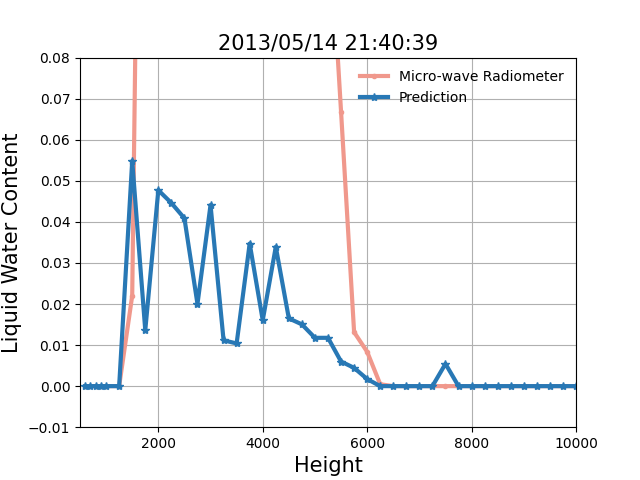 2013/05/14 21:40:39
Micro-wave Radiometer
Prediction
Liquid Water Content
0.08
0.07
0.06
0.05
0.04
0.03
0.02
0.01
0.00
−0.01
2000 4000 6000 8000 10000
Height